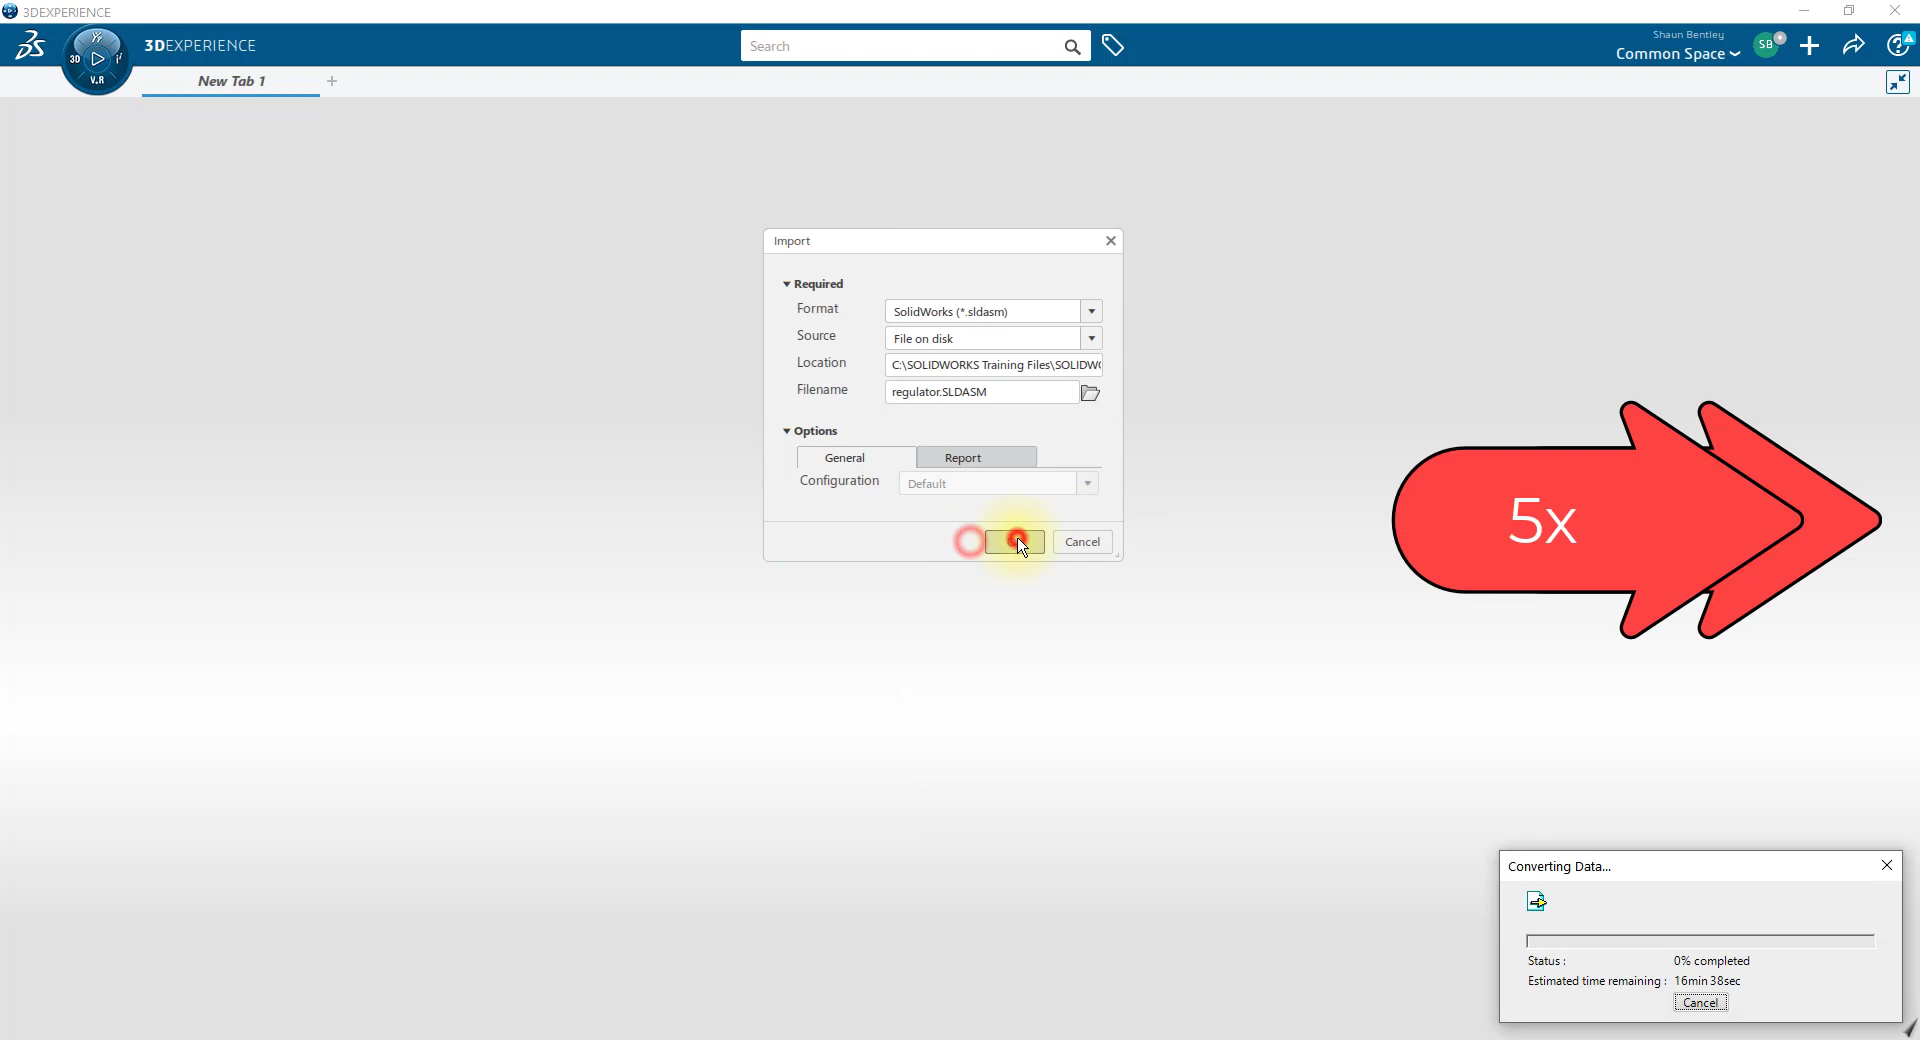 3DEXPERIENCE
3DEXPERIENCE
3D
V.R
Search
Shaun Bentley
Common Space
SB
New Tab 1
Import
Required
Format
SolidWorks (*.sldasm)
Source
File on disk
Location
C:\SOLIDWORKS Training Files\SOLIDW
Filename
regulator.SLDASM
Options
General
Report
Configuration
Default
Cancel
5x
Converting Data...
Status :
0% completed
Estimated time remaining :
16min 38sec
Cancel